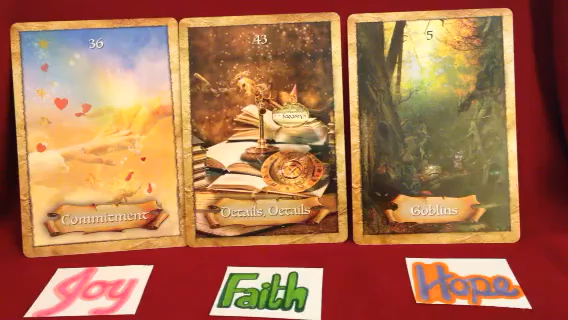 36
Commitment
43
Details, Details
5
Goblins
Joy
Faith
Hope